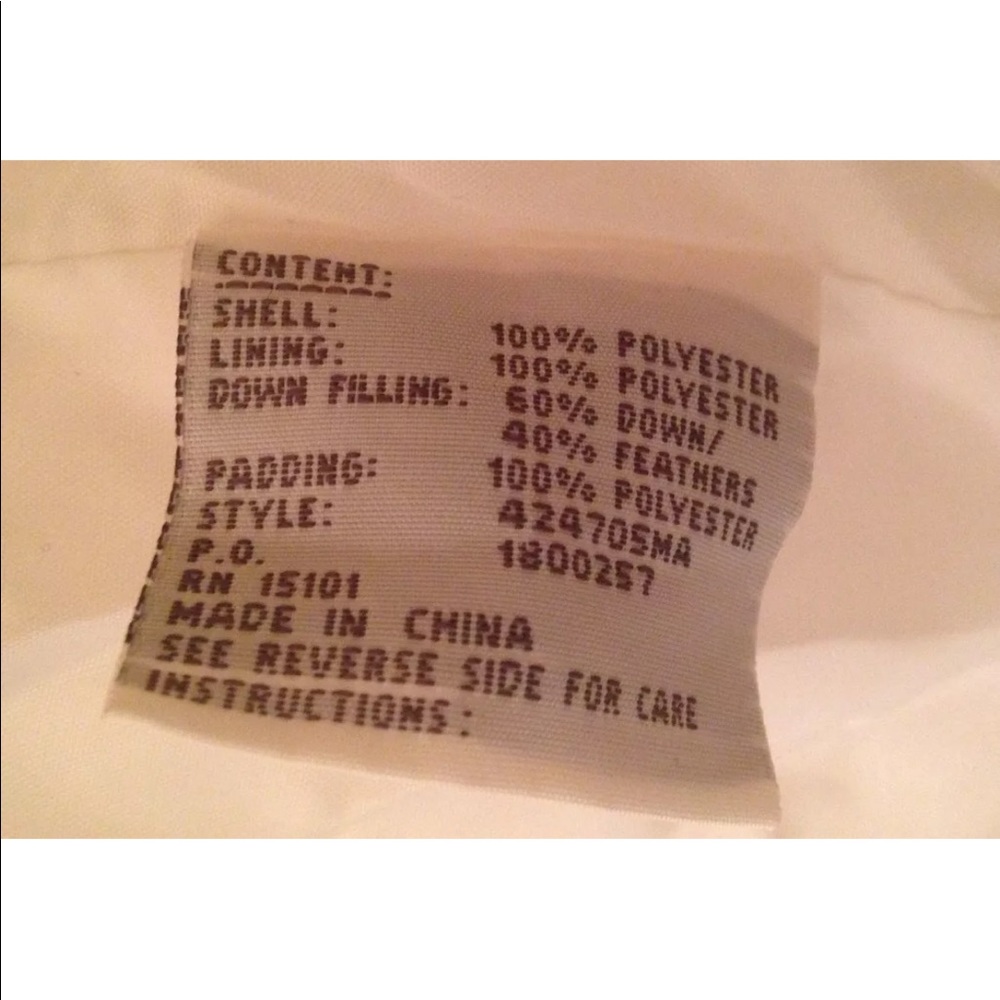 CONTENT:
SHELL: 100% POLYESTER
LINING: 100% POLYESTER
DOWN FILLING: 60% DOWN/
40% FEATHERS
PADDING: 100% POLYESTER
STYLE: 42470SMA
P.O. 1800257
RN 15101
MADE IN CHINA
SEE REVERSE SIDE FOR CARE
INSTRUCTIONS: